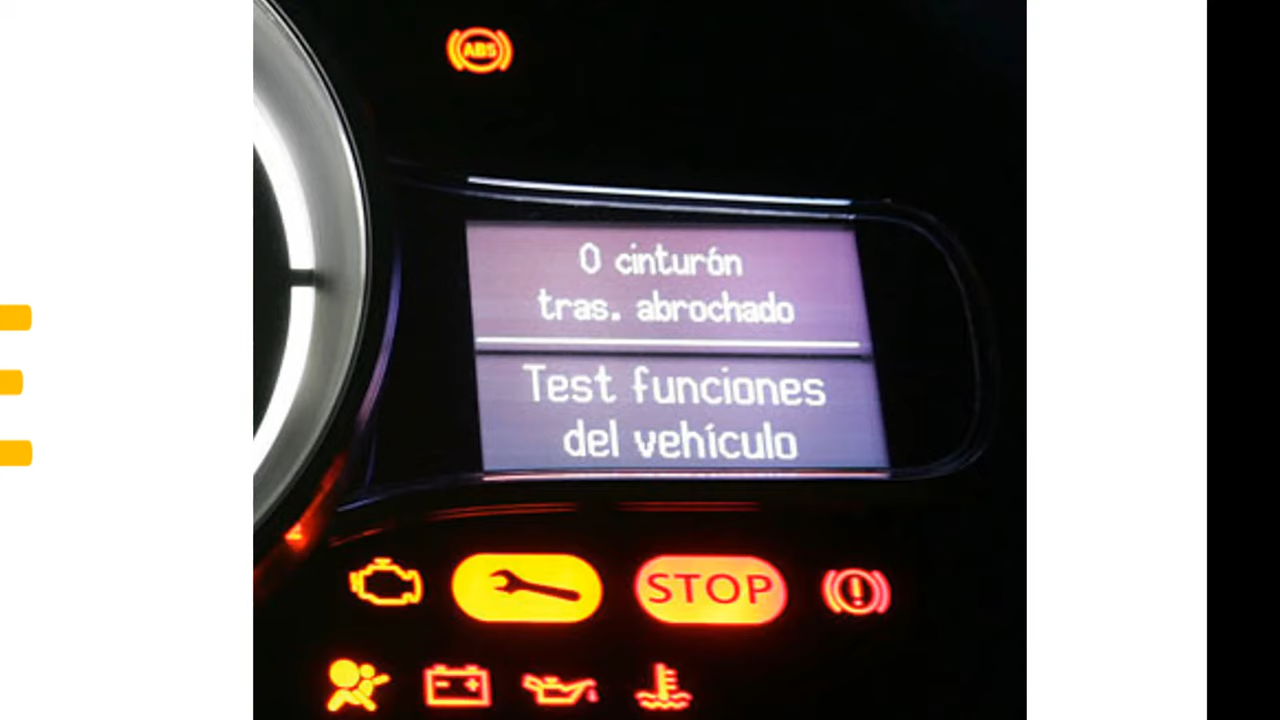 ABS
0 cinturón
tras. abrochado
Test funciones
del vehículo
STOP